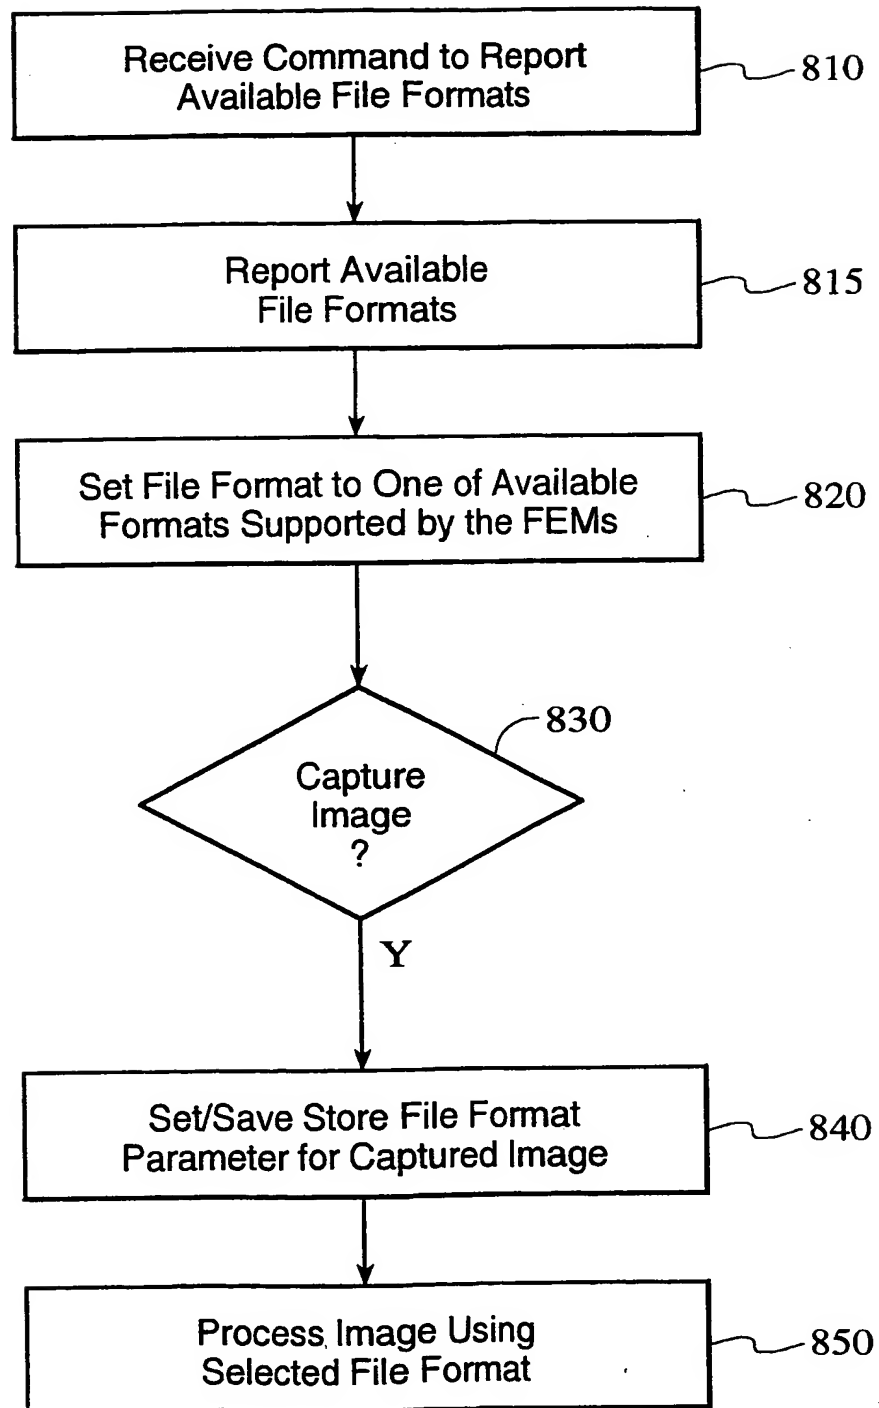 Receive Command to Report
Available File Formats
810
Report Available
File Formats
815
Set File Format to One of Available
Formats Supported by the FEMs
820
830
Capture
Image
?
Y
Set/Save Store File Format
Parameter for Captured Image
840
Process Image Using
Selected File Format
850